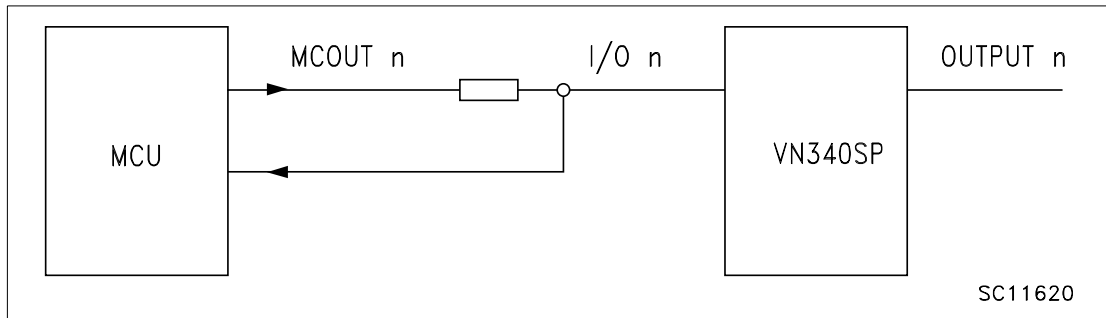 MCOUT n
I/O n
OUTPUT n
MCU
VN340SP
SC11620